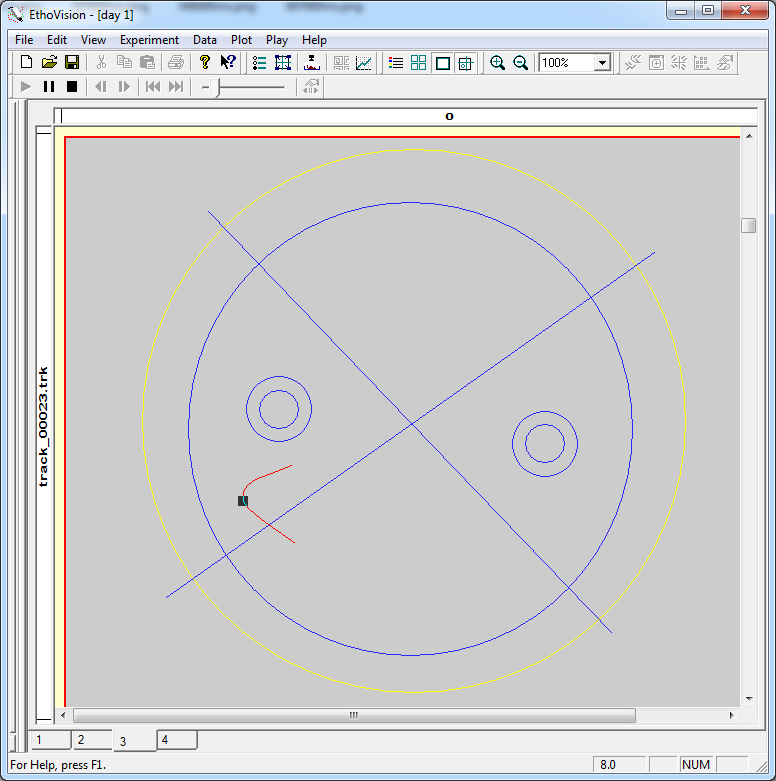 EthoVision - [day 1]
File Edit View Experiment Data Plot Play Help
100%
o
track_00023.trk
1 2 3 4
For Help, press F1.
8.0 NUM